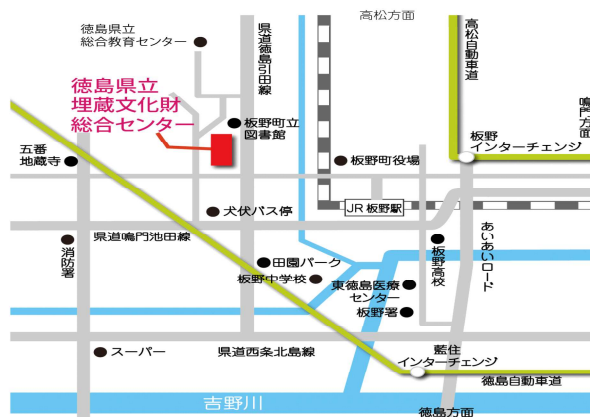 高松方面
徳島県立
総合教育センター
県道徳島引田線
高松自動車道
鳴門方面
徳島県立
埋蔵文化財
総合センター
板野町立
図書館
板野
インターチェンジ
五番
地蔵寺
板野町役場
JR 板野駅
犬伏バス停
県道鳴門池田線
消防署
田園パーク
板野中学校
板野高校
あいあいロード
東徳島医療
センター
板野署
スーパー
県道西条北島線
藍住
インターチェンジ
徳島自動車道
吉野川
徳島方面